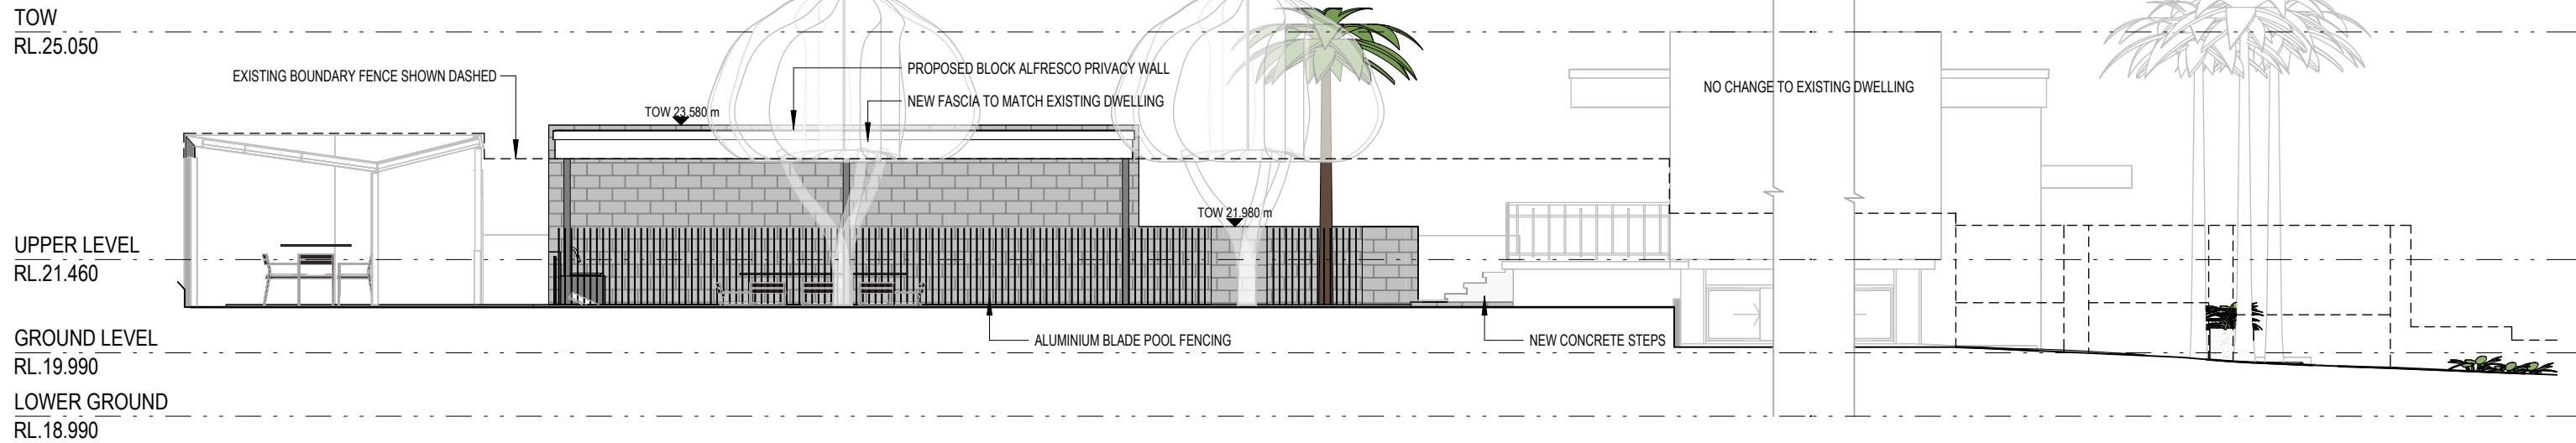 TOW
RL.25.050
EXISTING BOUNDARY FENCE SHOWN DASHED
PROPOSED BLOCK ALFRESCO PRIVACY WALL
NEW FASCIA TO MATCH EXISTING DWELLING
NO CHANGE TO EXISTING DWELLING
TOW 23.580 m
TOW 21.980 m
UPPER LEVEL
RL.21.460
GROUND LEVEL
RL.19.990
ALUMINIUM BLADE POOL FENCING
NEW CONCRETE STEPS
LOWER GROUND
RL.18.990